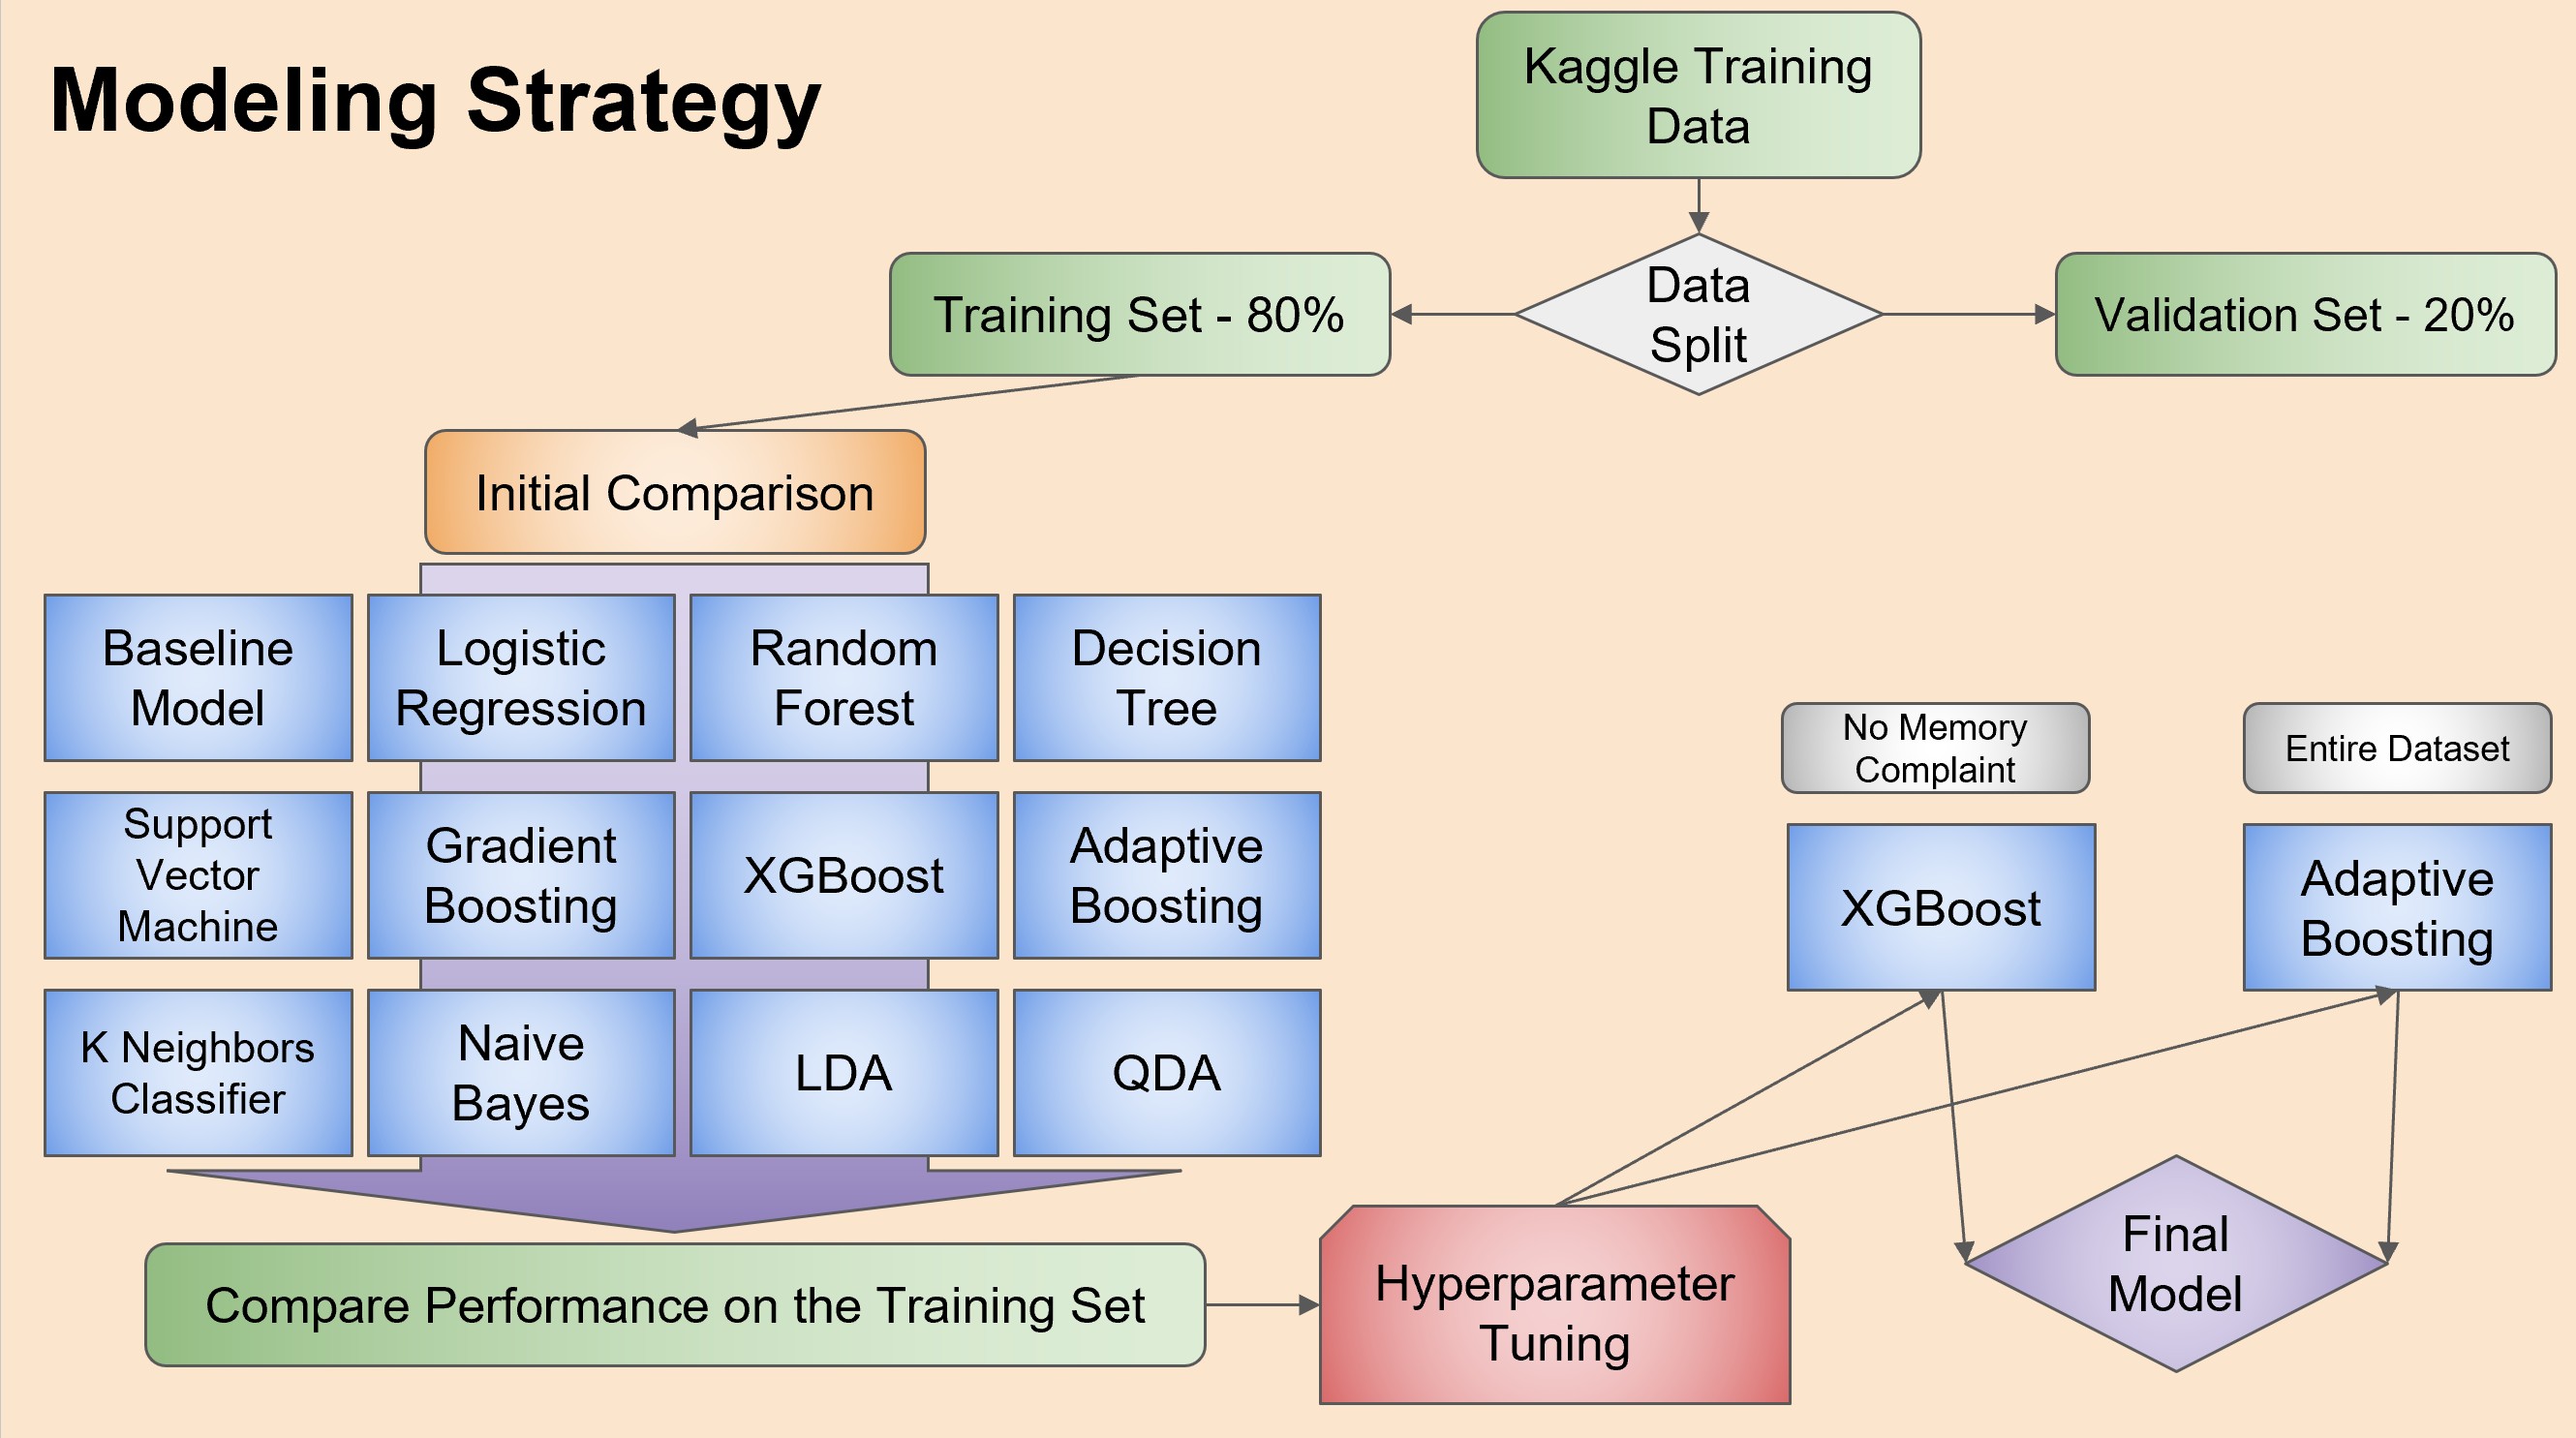 Modeling Strategy
Kaggle Training
Data
Training Set - 80%
Data
Split
Validation Set - 20%
Initial Comparison
Baseline
Model
Logistic
Regression
Random
Forest
Decision
Tree
Support
Vector
Machine
Gradient
Boosting
XGBoost
Adaptive
Boosting
K Neighbors
Classifier
Naive
Bayes
LDA
QDA
Compare Performance on the Training Set
Hyperparameter
Tuning
No Memory
Complaint
XGBoost
Entire Dataset
Adaptive
Boosting
Final
Model